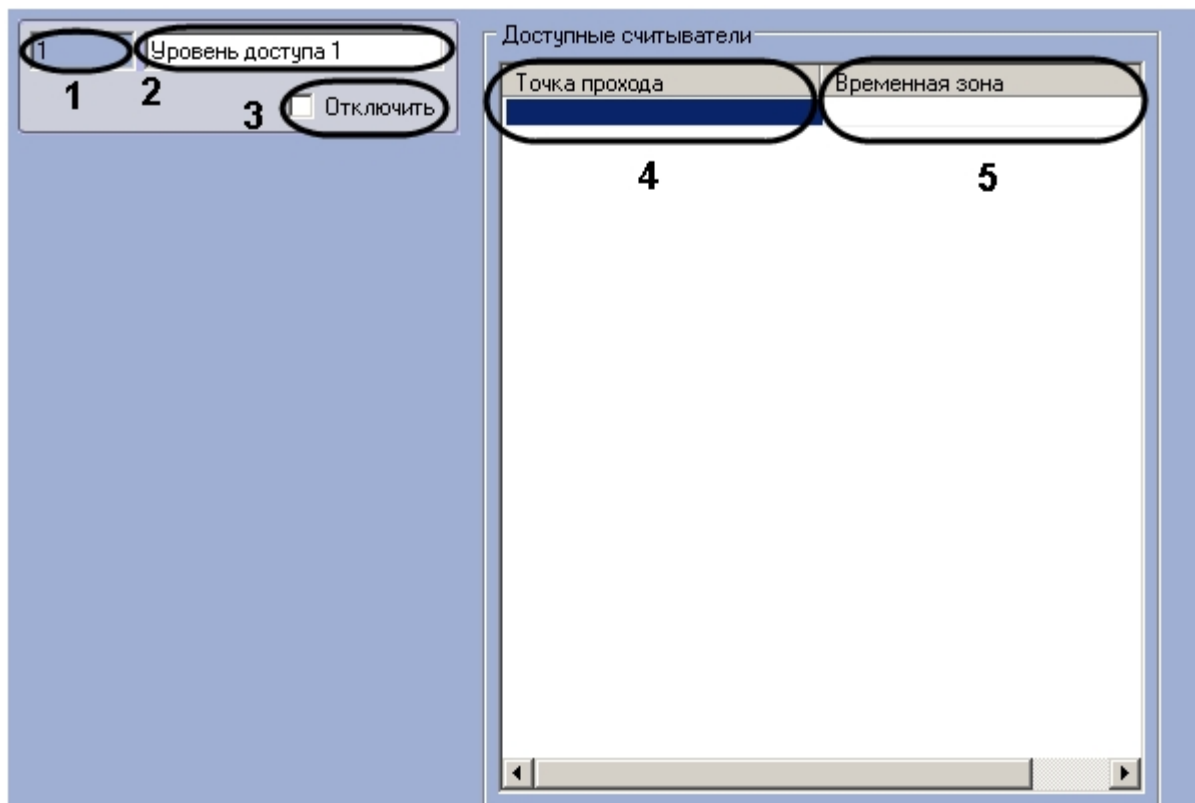 1 Уровень доступа 1
1 2
3 Отключить
Доступные считыватели
Точка прохода Временная зона
4 5